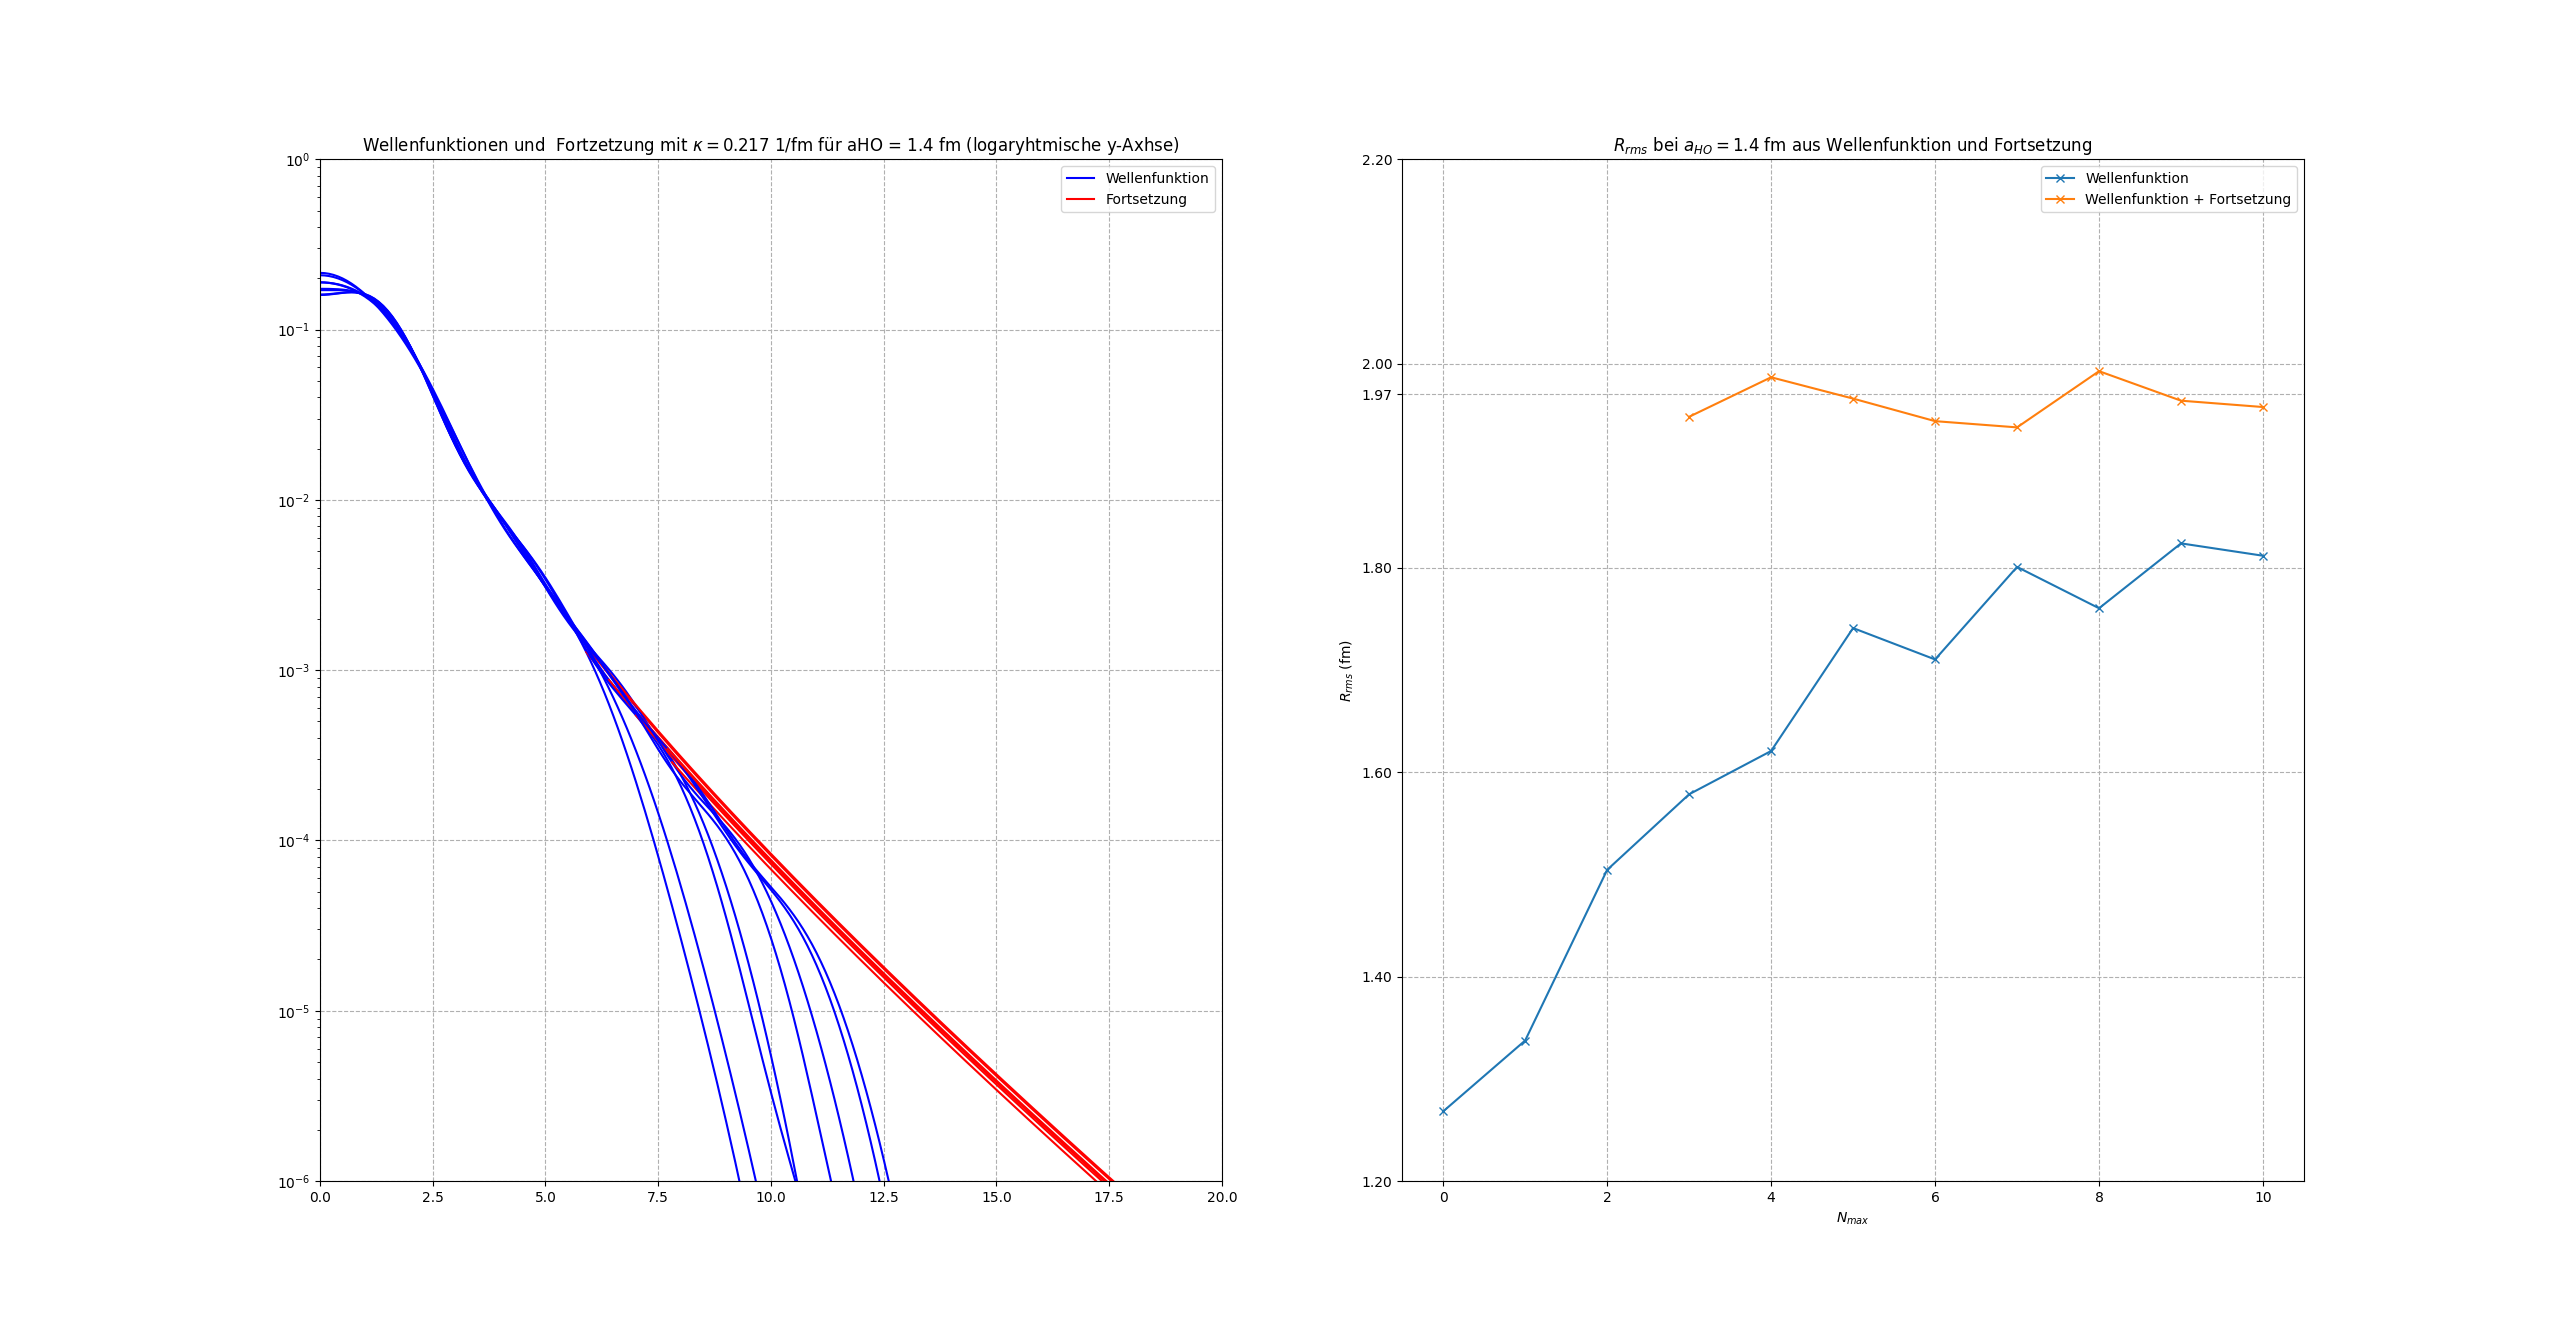 Wellenfunktionen und  Fortzetzung mit κ = 0.217 1/fm für aHO = 1.4 fm (logaryhtmische y-Axhse)
10⁰
10⁻¹
10⁻²
10⁻³
10⁻⁴
10⁻⁵
10⁻⁶
Wellenfunktion
Fortsetzung
0.0 2.5 5.0 7.5 10.0 12.5 15.0 17.5 20.0
R_rms bei a_HO = 1.4 fm aus Wellenfunktion und Fortsetzung
2.20
2.00
1.97
1.80
1.60
1.40
1.20
R_rms (fm)
Wellenfunktion
Wellenfunktion + Fortsetzung
0 2 4 6 8 10
N_max